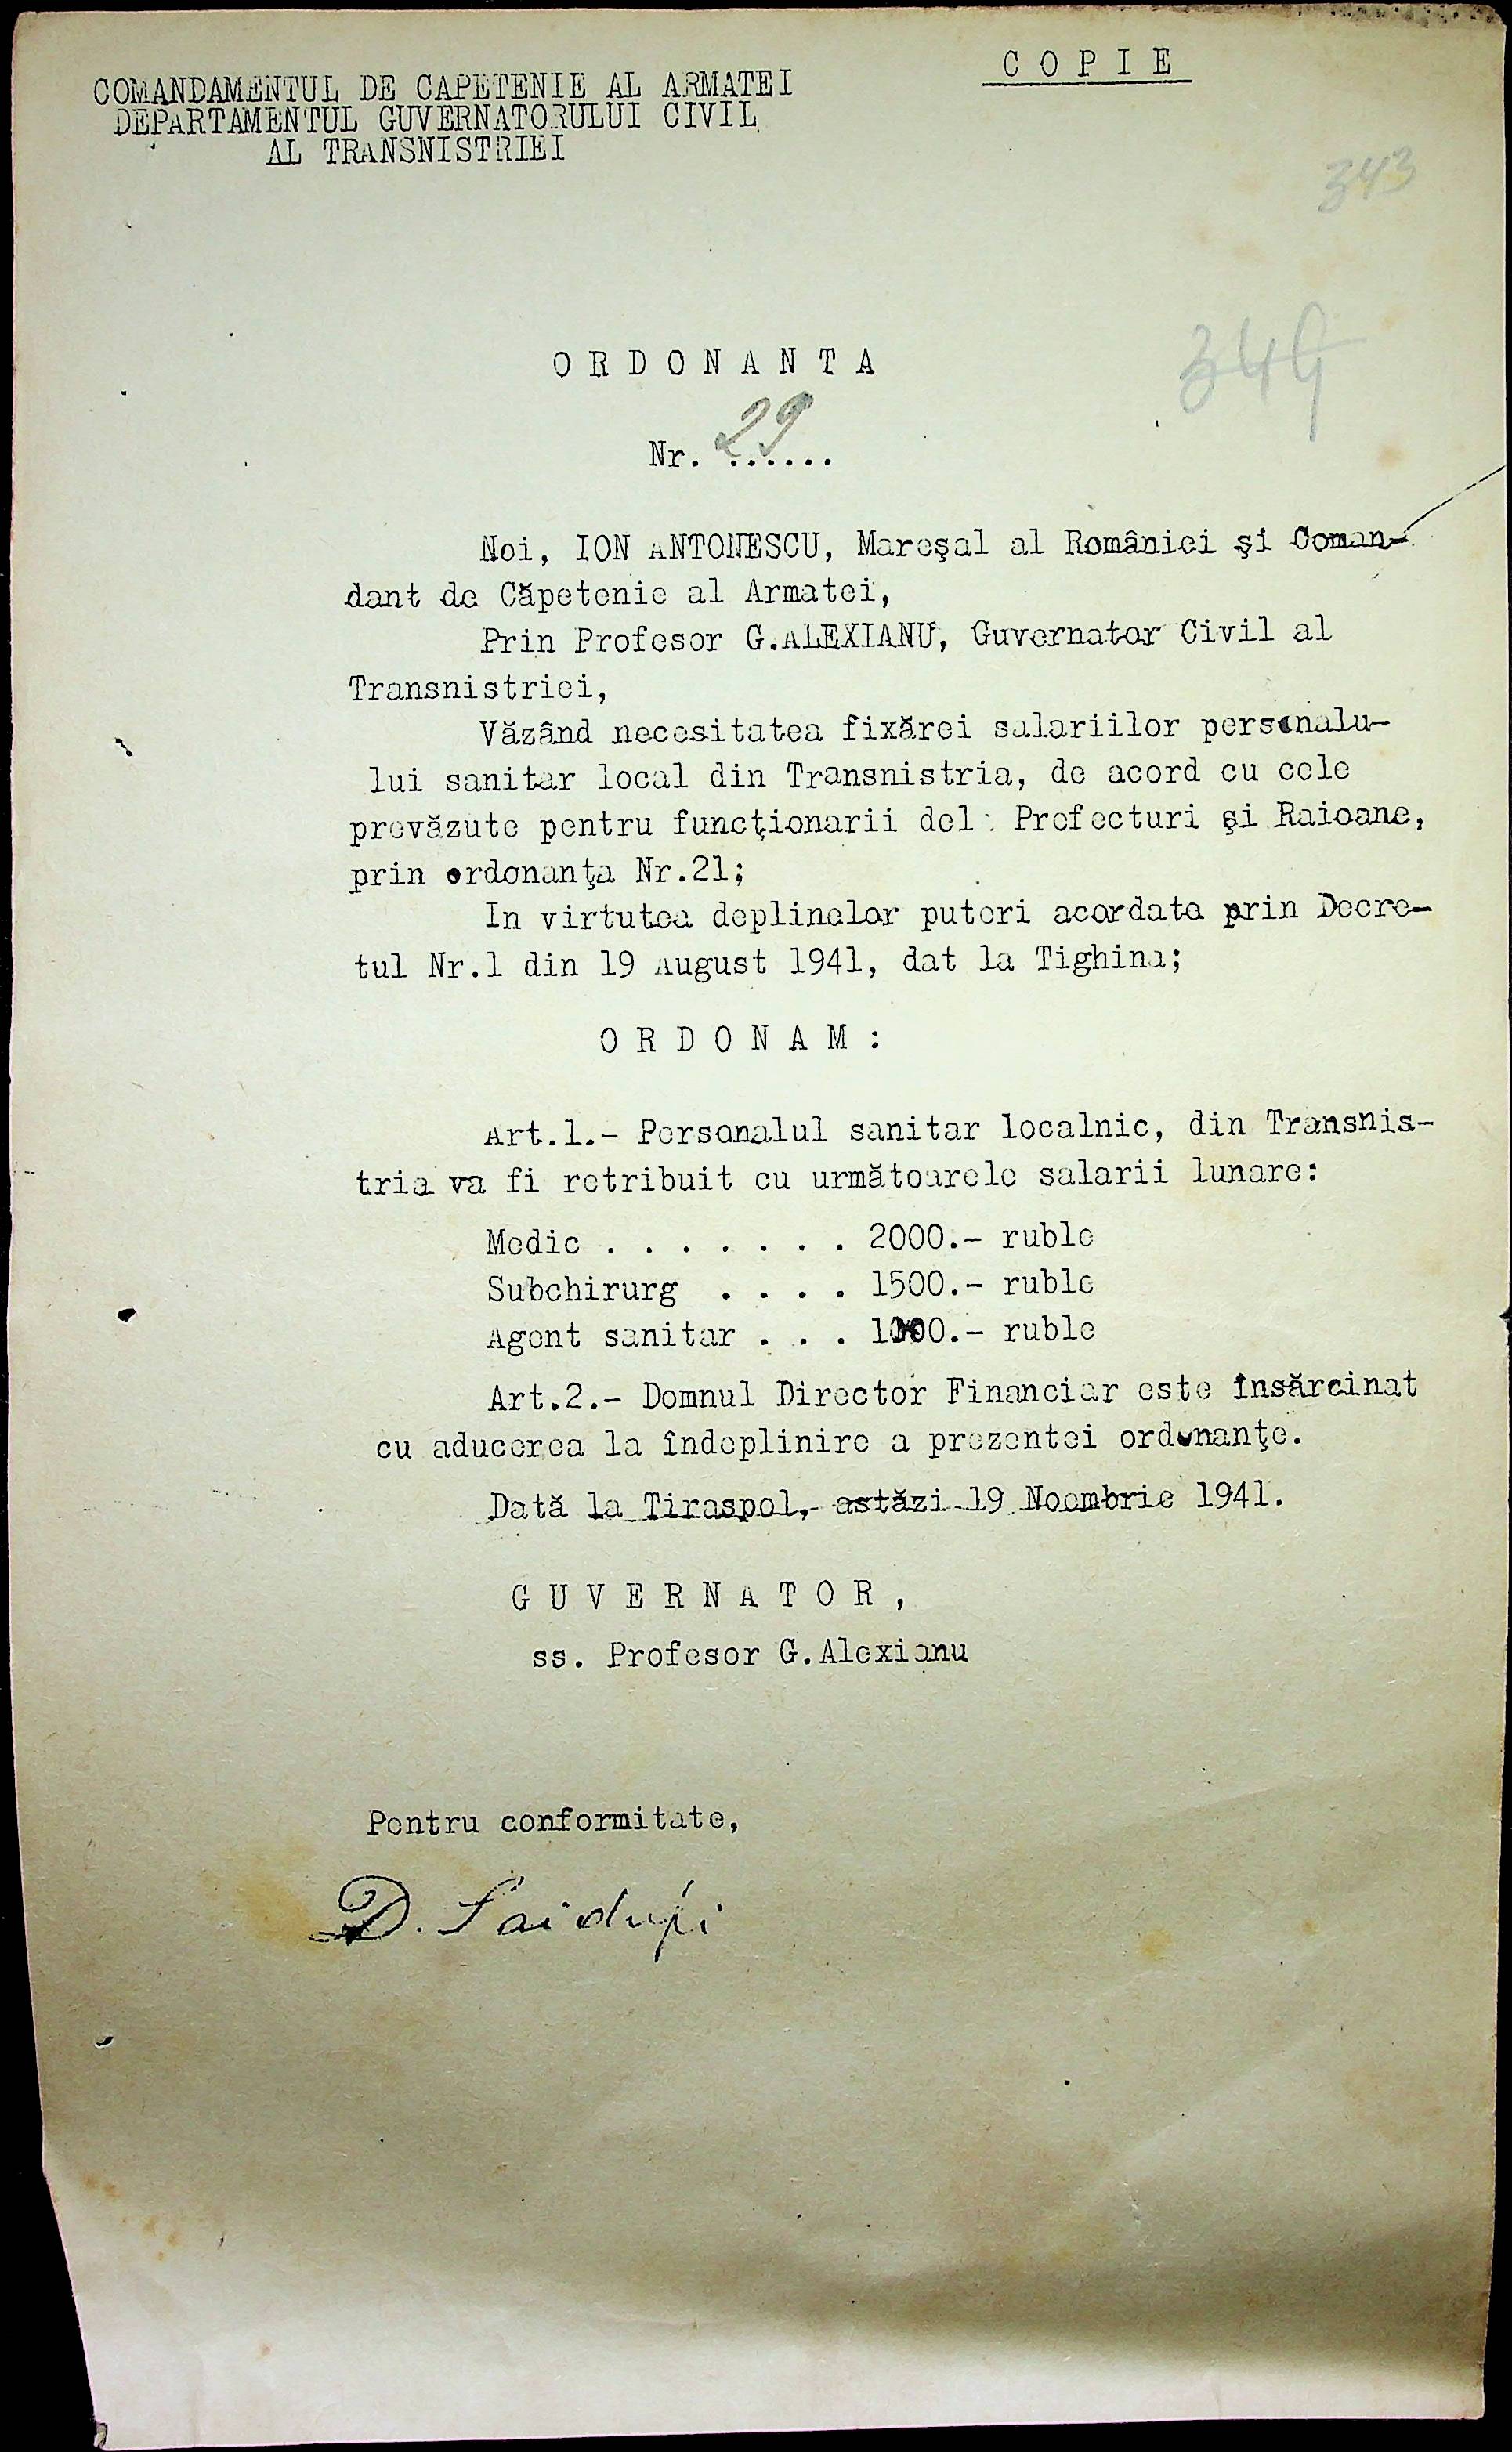 COPIE
COMANDAMENTUL DE CAPETENIE AL ARMATEI
DEPARTAMENTUL GUVERNATORULUI CIVIL
AL TRANSNISTRIEI
343
344
ORDONANTA
Nr. 29......
Noi, ION ANTONESCU, Mareşal al României şi Coman-
dant de Căpetenie al Armatei,
Prin Profesor G.ALEXIANU, Guvernator Civil al
Transnistriei,
Văzând necesitatea fixărei salariilor personalu-
lui sanitar local din Transnistria, de acord cu cele
prevăzute pentru funcţionarii del Prefecturi şi Raioane,
prin ordonanţa Nr.21;
In virtutea deplinelor puteri acordate prin Decre-
tul Nr.1 din 19 August 1941, dat la Tighina;
ORDONAM:
Art.1.- Personalul sanitar localnic, din Transnis-
tria va fi retribuit cu următoarele salarii lunare:
Medic . . . . . . . 2000.- ruble
Subchirurg . . . . 1500.- ruble
Agent sanitar . . . 1000.- ruble
Art.2.- Domnul Director Financiar este însărcinat
cu aducerea la îndeplinire a prezentei ordonanţe.
Dată la Tiraspol, astăzi 19 Noembrie 1941.
GUVERNATOR,
ss. Profesor G.Alexianu
Pentru conformitate,
D.